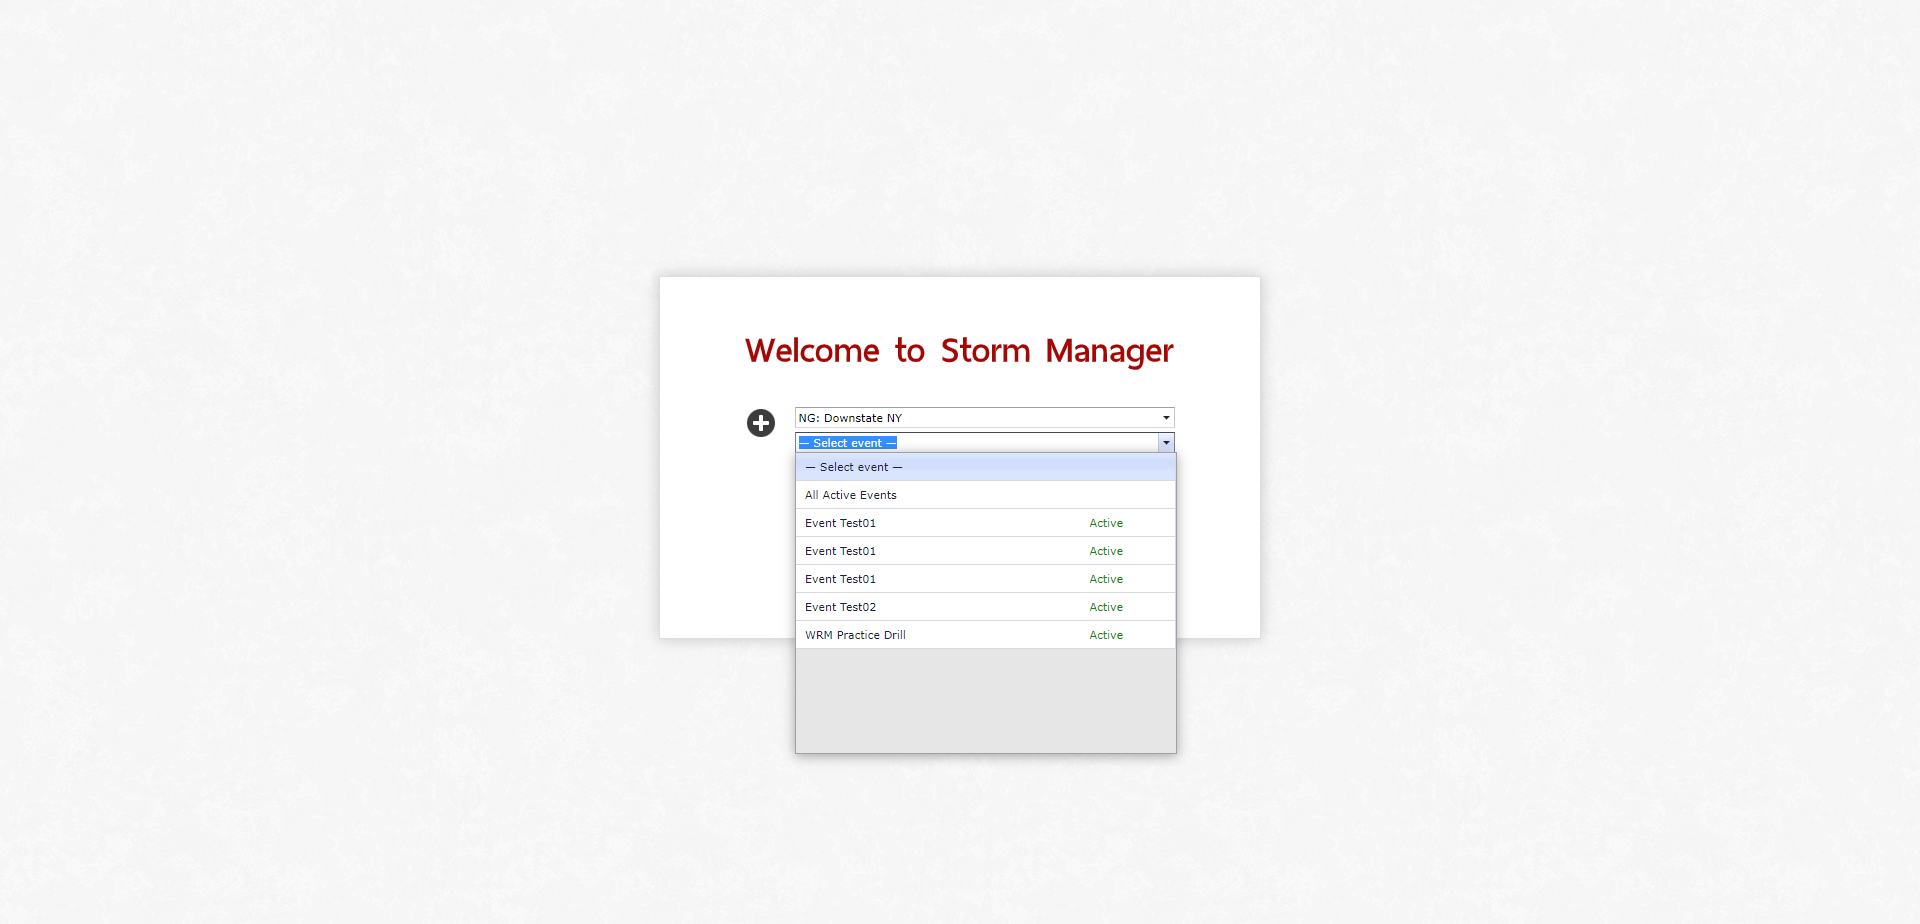 Welcome to Storm Manager
NG: Downstate NY
— Select event —
— Select event —
All Active Events
Event Test01 Active
Event Test01 Active
Event Test01 Active
Event Test02 Active
WRM Practice Drill Active